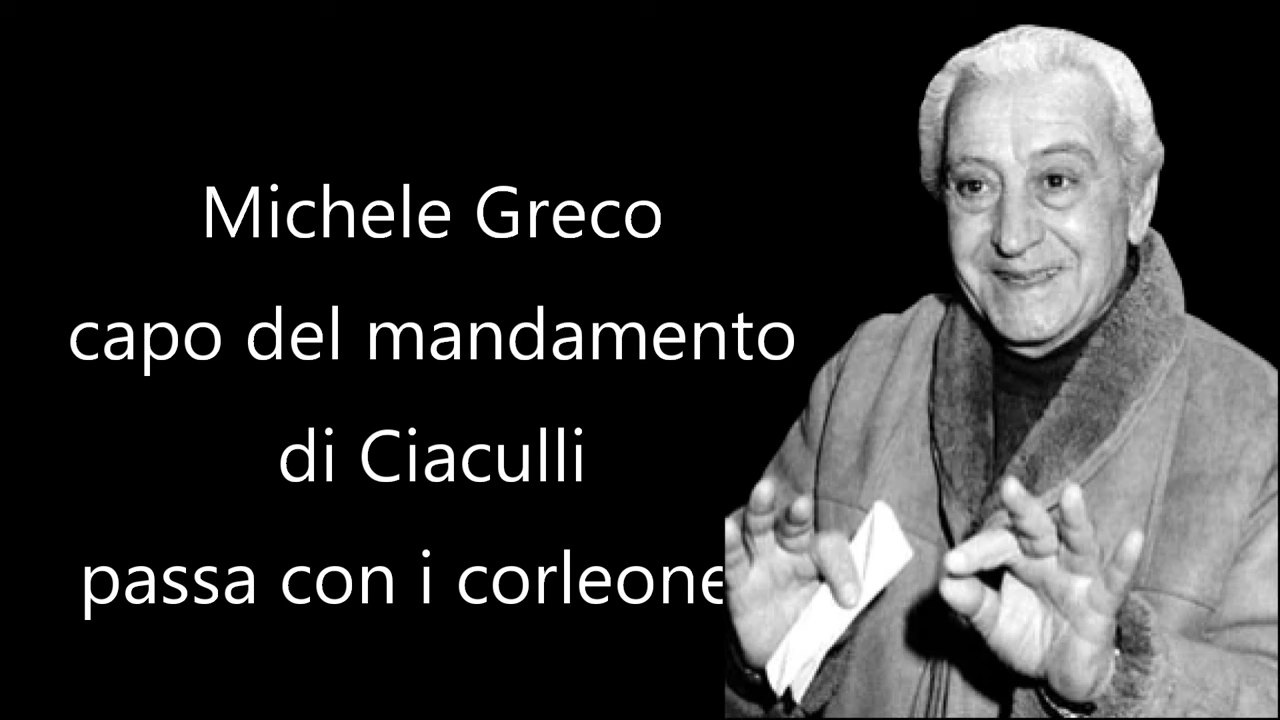 Michele Greco
capo del mandamento
di Ciaculli
passa con i corleone